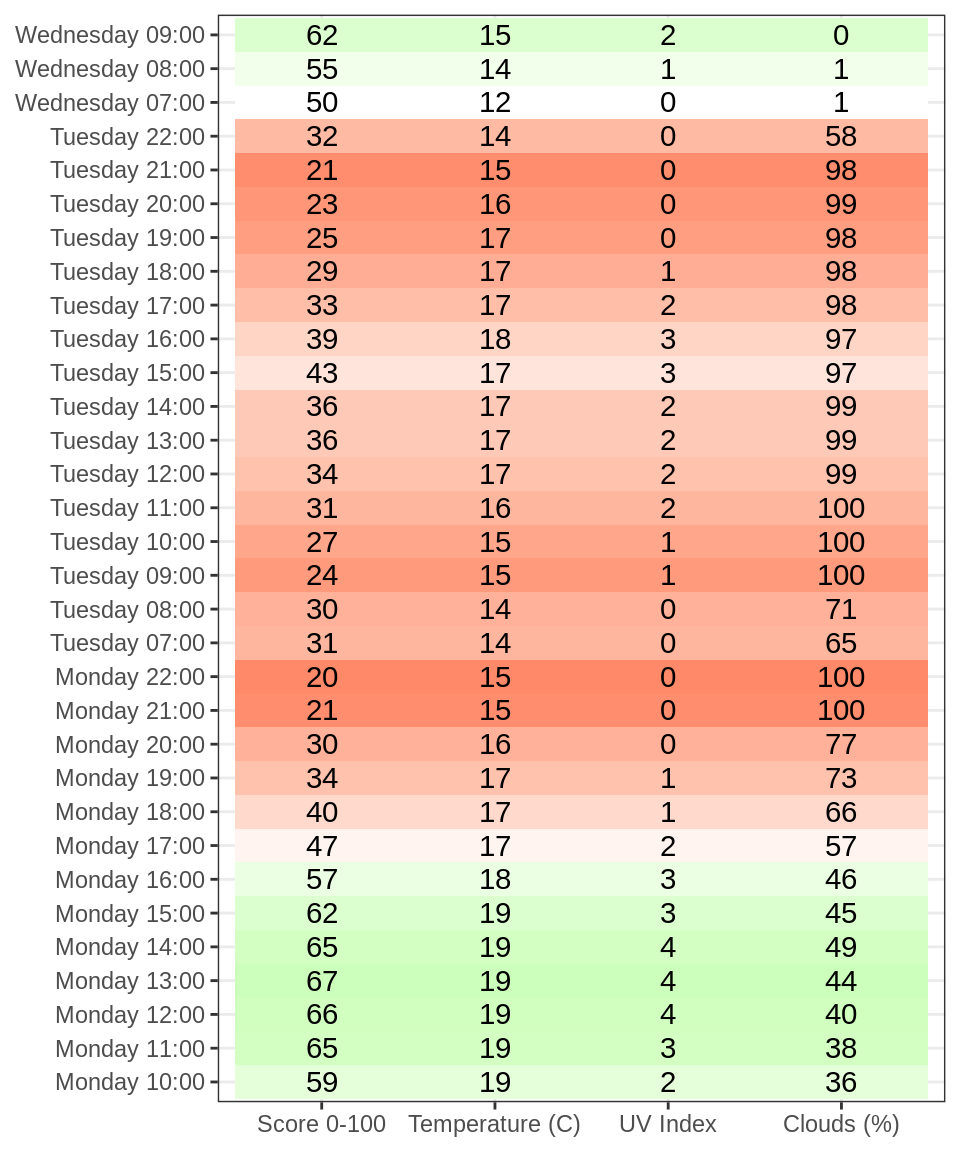 Wednesday 09:00 62 15 2 0
Wednesday 08:00 55 14 1 1
Wednesday 07:00 50 12 0 1
Tuesday 22:00 32 14 0 58
Tuesday 21:00 21 15 0 98
Tuesday 20:00 23 16 0 99
Tuesday 19:00 25 17 0 98
Tuesday 18:00 29 17 1 98
Tuesday 17:00 33 17 2 98
Tuesday 16:00 39 18 3 97
Tuesday 15:00 43 17 3 97
Tuesday 14:00 36 17 2 99
Tuesday 13:00 36 17 2 99
Tuesday 12:00 34 17 2 99
Tuesday 11:00 31 16 2 100
Tuesday 10:00 27 15 1 100
Tuesday 09:00 24 15 1 100
Tuesday 08:00 30 14 0 71
Tuesday 07:00 31 14 0 65
Monday 22:00 20 15 0 100
Monday 21:00 21 15 0 100
Monday 20:00 30 16 0 77
Monday 19:00 34 17 1 73
Monday 18:00 40 17 1 66
Monday 17:00 47 17 2 57
Monday 16:00 57 18 3 46
Monday 15:00 62 19 3 45
Monday 14:00 65 19 4 49
Monday 13:00 67 19 4 44
Monday 12:00 66 19 4 40
Monday 11:00 65 19 3 38
Monday 10:00 59 19 2 36
Score 0-100 Temperature (C) UV Index Clouds (%)